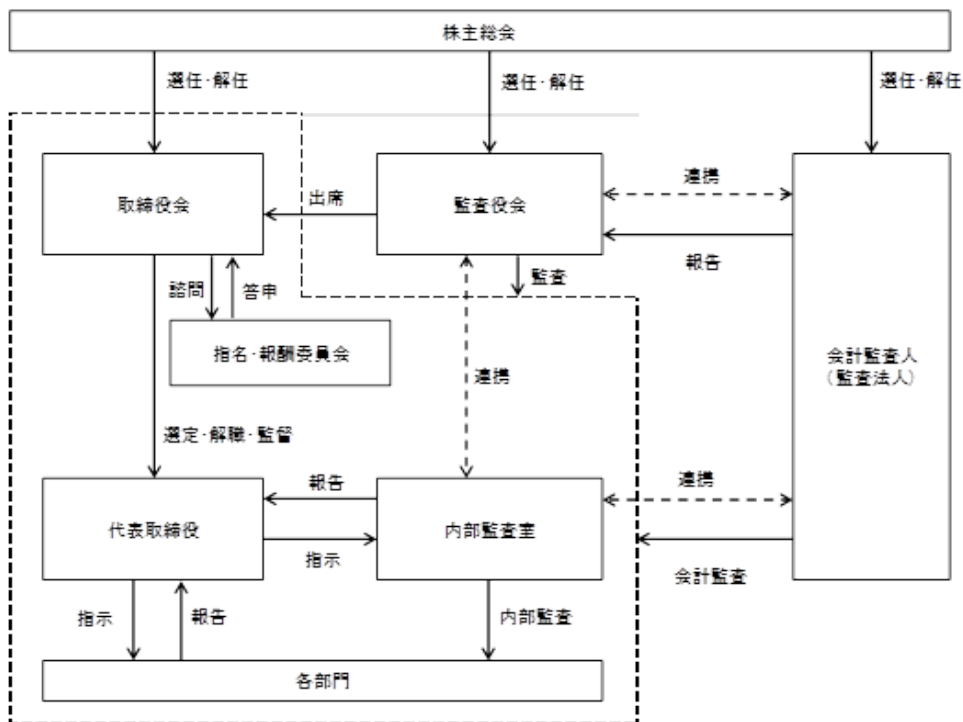 株主総会
選任・解任
選任・解任
選任・解任
取締役会
出席
監査役会
連携
報告
諮問
答申
監査
指名・報酬委員会
連携
会計監査人
(監査法人)
選定・解職・監督
代表取締役
報告
指示
内部監査室
連携
会計監査
指示
報告
内部監査
各部門